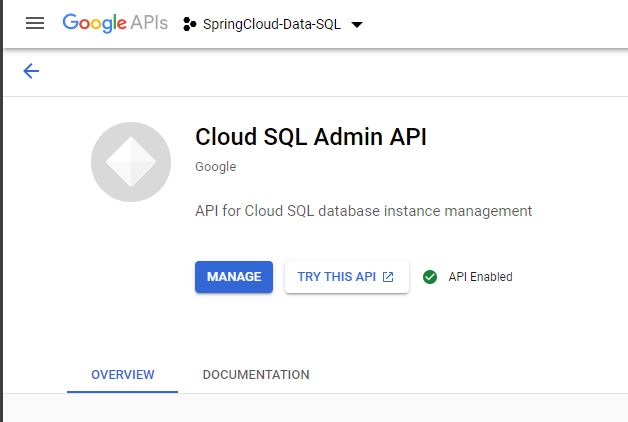 Google APIs SpringCloud-Data-SQL
Cloud SQL Admin API
Google
API for Cloud SQL database instance management
MANAGE TRY THIS API API Enabled
OVERVIEW DOCUMENTATION